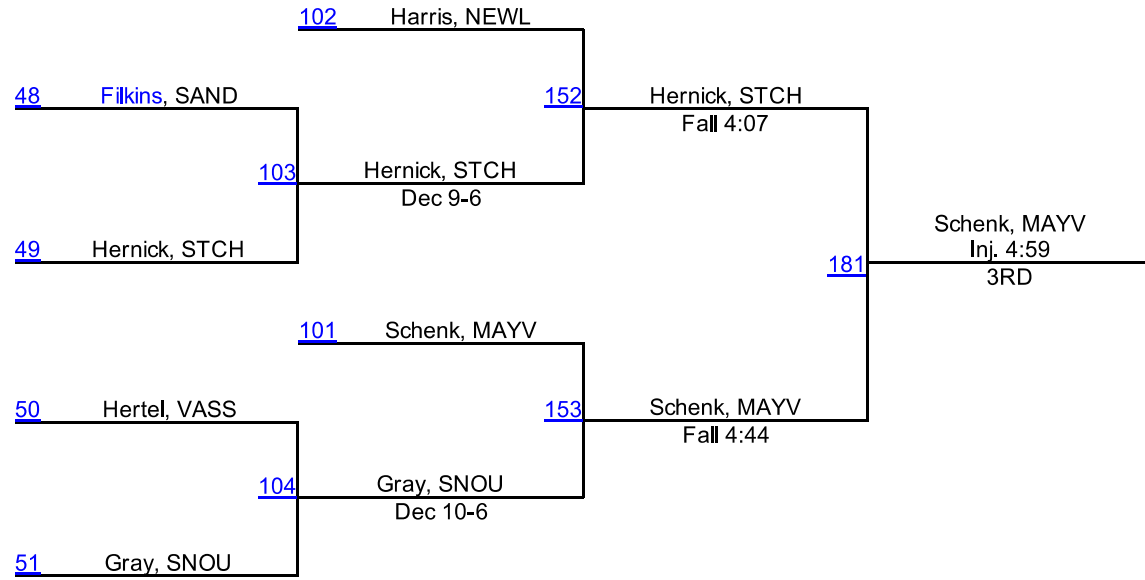 102 Harris, NEWL
48 Filkins, SAND
152 Hernick, STCH
Fall 4:07
103 Hernick, STCH
Dec 9-6
49 Hernick, STCH
Schenk, MAYV
181 Inj. 4:59
3RD
101 Schenk, MAYV
50 Hertel, VASS
153 Schenk, MAYV
Fall 4:44
104 Gray, SNOU
Dec 10-6
51 Gray, SNOU